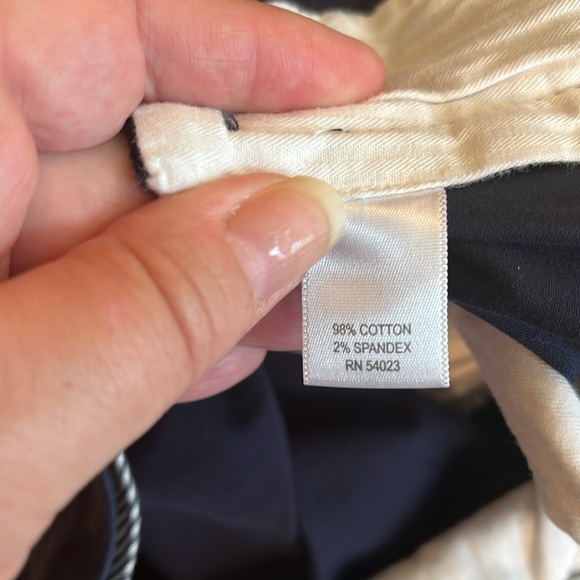 98% COTTON
2% SPANDEX
RN 54023